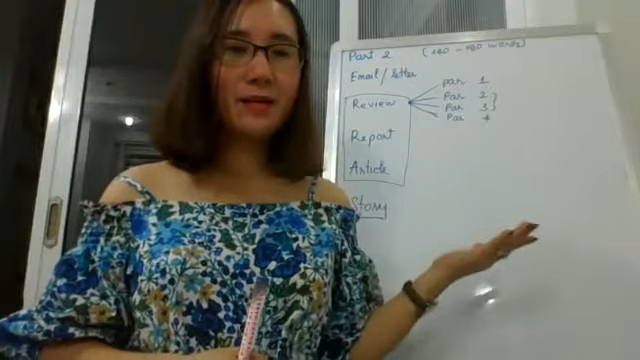 Part 2 (140 - 190 words)
Email / letter
Review
par 1
Par 2
Par 3
Par 4
Report
Article
Story